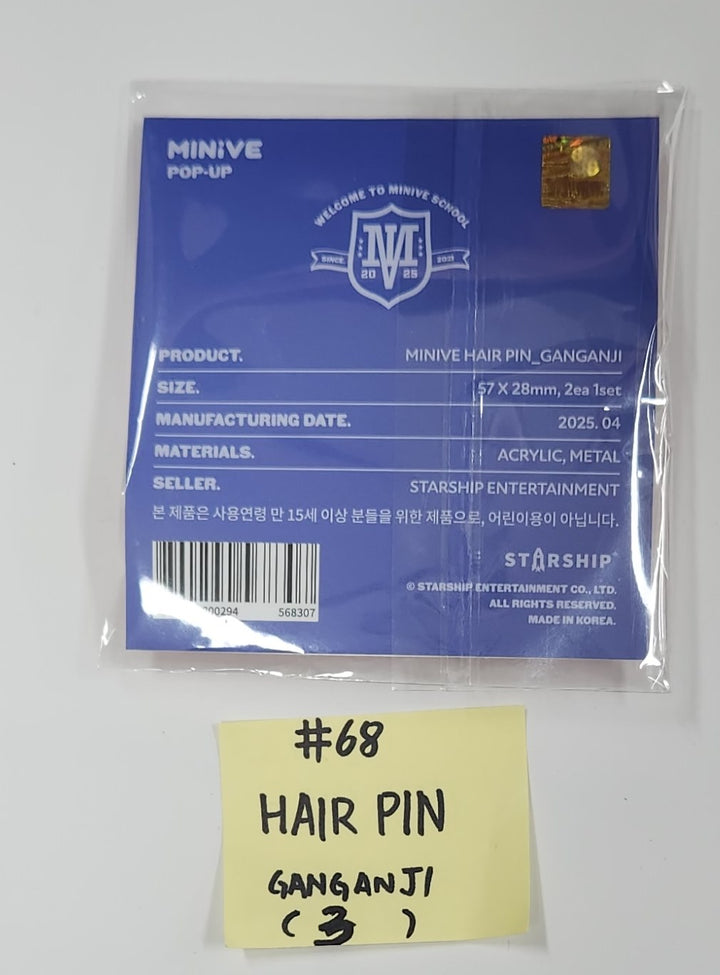 MINiVE
POP-UP
WELCOME TO MINIVE SCHOOL
SINCE. 2021
20 25
PRODUCT. MINIVE HAIR PIN_GANGANJI
SIZE. 57 X 28mm, 2ea 1set
MANUFACTURING DATE. 2025. 04
MATERIALS. ACRYLIC, METAL
SELLER. STARSHIP ENTERTAINMENT
본 제품은 사용연령 만 15세 이상 분들을 위한 제품으로, 어린이용이 아닙니다.
568307
STARSHIP
© STARSHIP ENTERTAINMENT CO., LTD.
ALL RIGHTS RESERVED.
MADE IN KOREA.
#68
HAIR PIN
GANGANJI
( 3 )